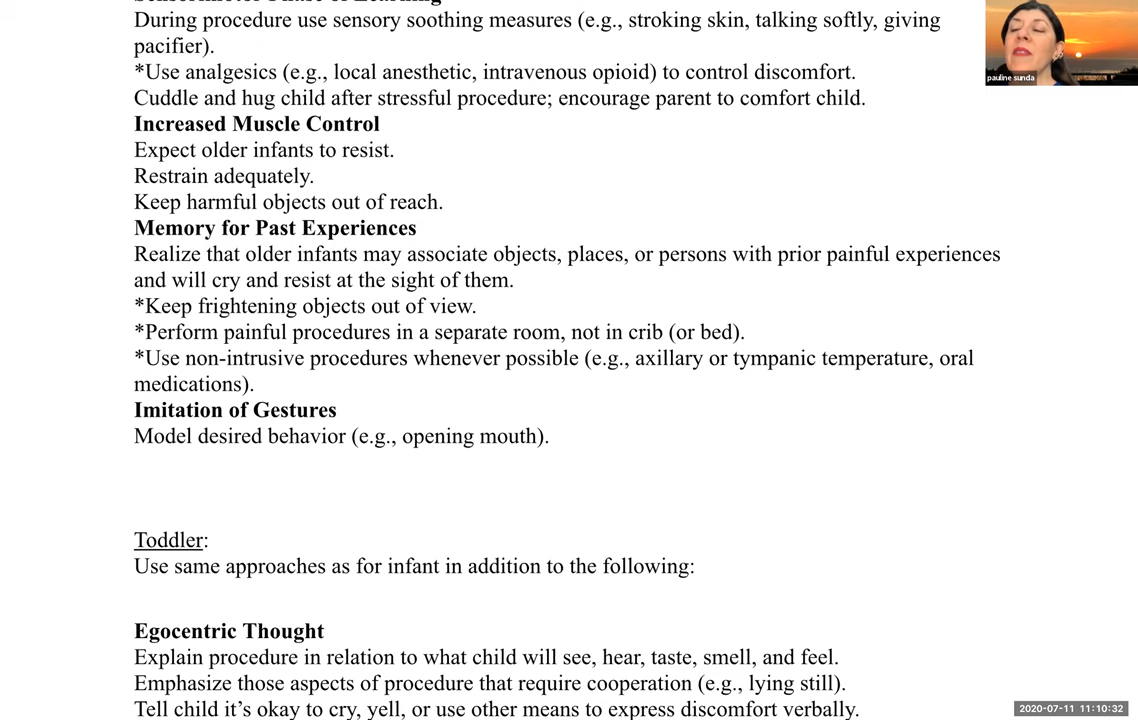 During procedure use sensory soothing measures (e.g., stroking skin, talking softly, giving
pacifier).
*Use analgesics (e.g., local anesthetic, intravenous opioid) to control discomfort.
Cuddle and hug child after stressful procedure; encourage parent to comfort child.
Increased Muscle Control
Expect older infants to resist.
Restrain adequately.
Keep harmful objects out of reach.
Memory for Past Experiences
Realize that older infants may associate objects, places, or persons with prior painful experiences
and will cry and resist at the sight of them.
*Keep frightening objects out of view.
*Perform painful procedures in a separate room, not in crib (or bed).
*Use non-intrusive procedures whenever possible (e.g., axillary or tympanic temperature, oral
medications).
Imitation of Gestures
Model desired behavior (e.g., opening mouth).
Toddler:
Use same approaches as for infant in addition to the following:
Egocentric Thought
Explain procedure in relation to what child will see, hear, taste, smell, and feel.
Emphasize those aspects of procedure that require cooperation (e.g., lying still).
Tell child it’s okay to cry, yell, or use other means to express discomfort verbally.
pauline sunda
2020-07-11 11:10:32